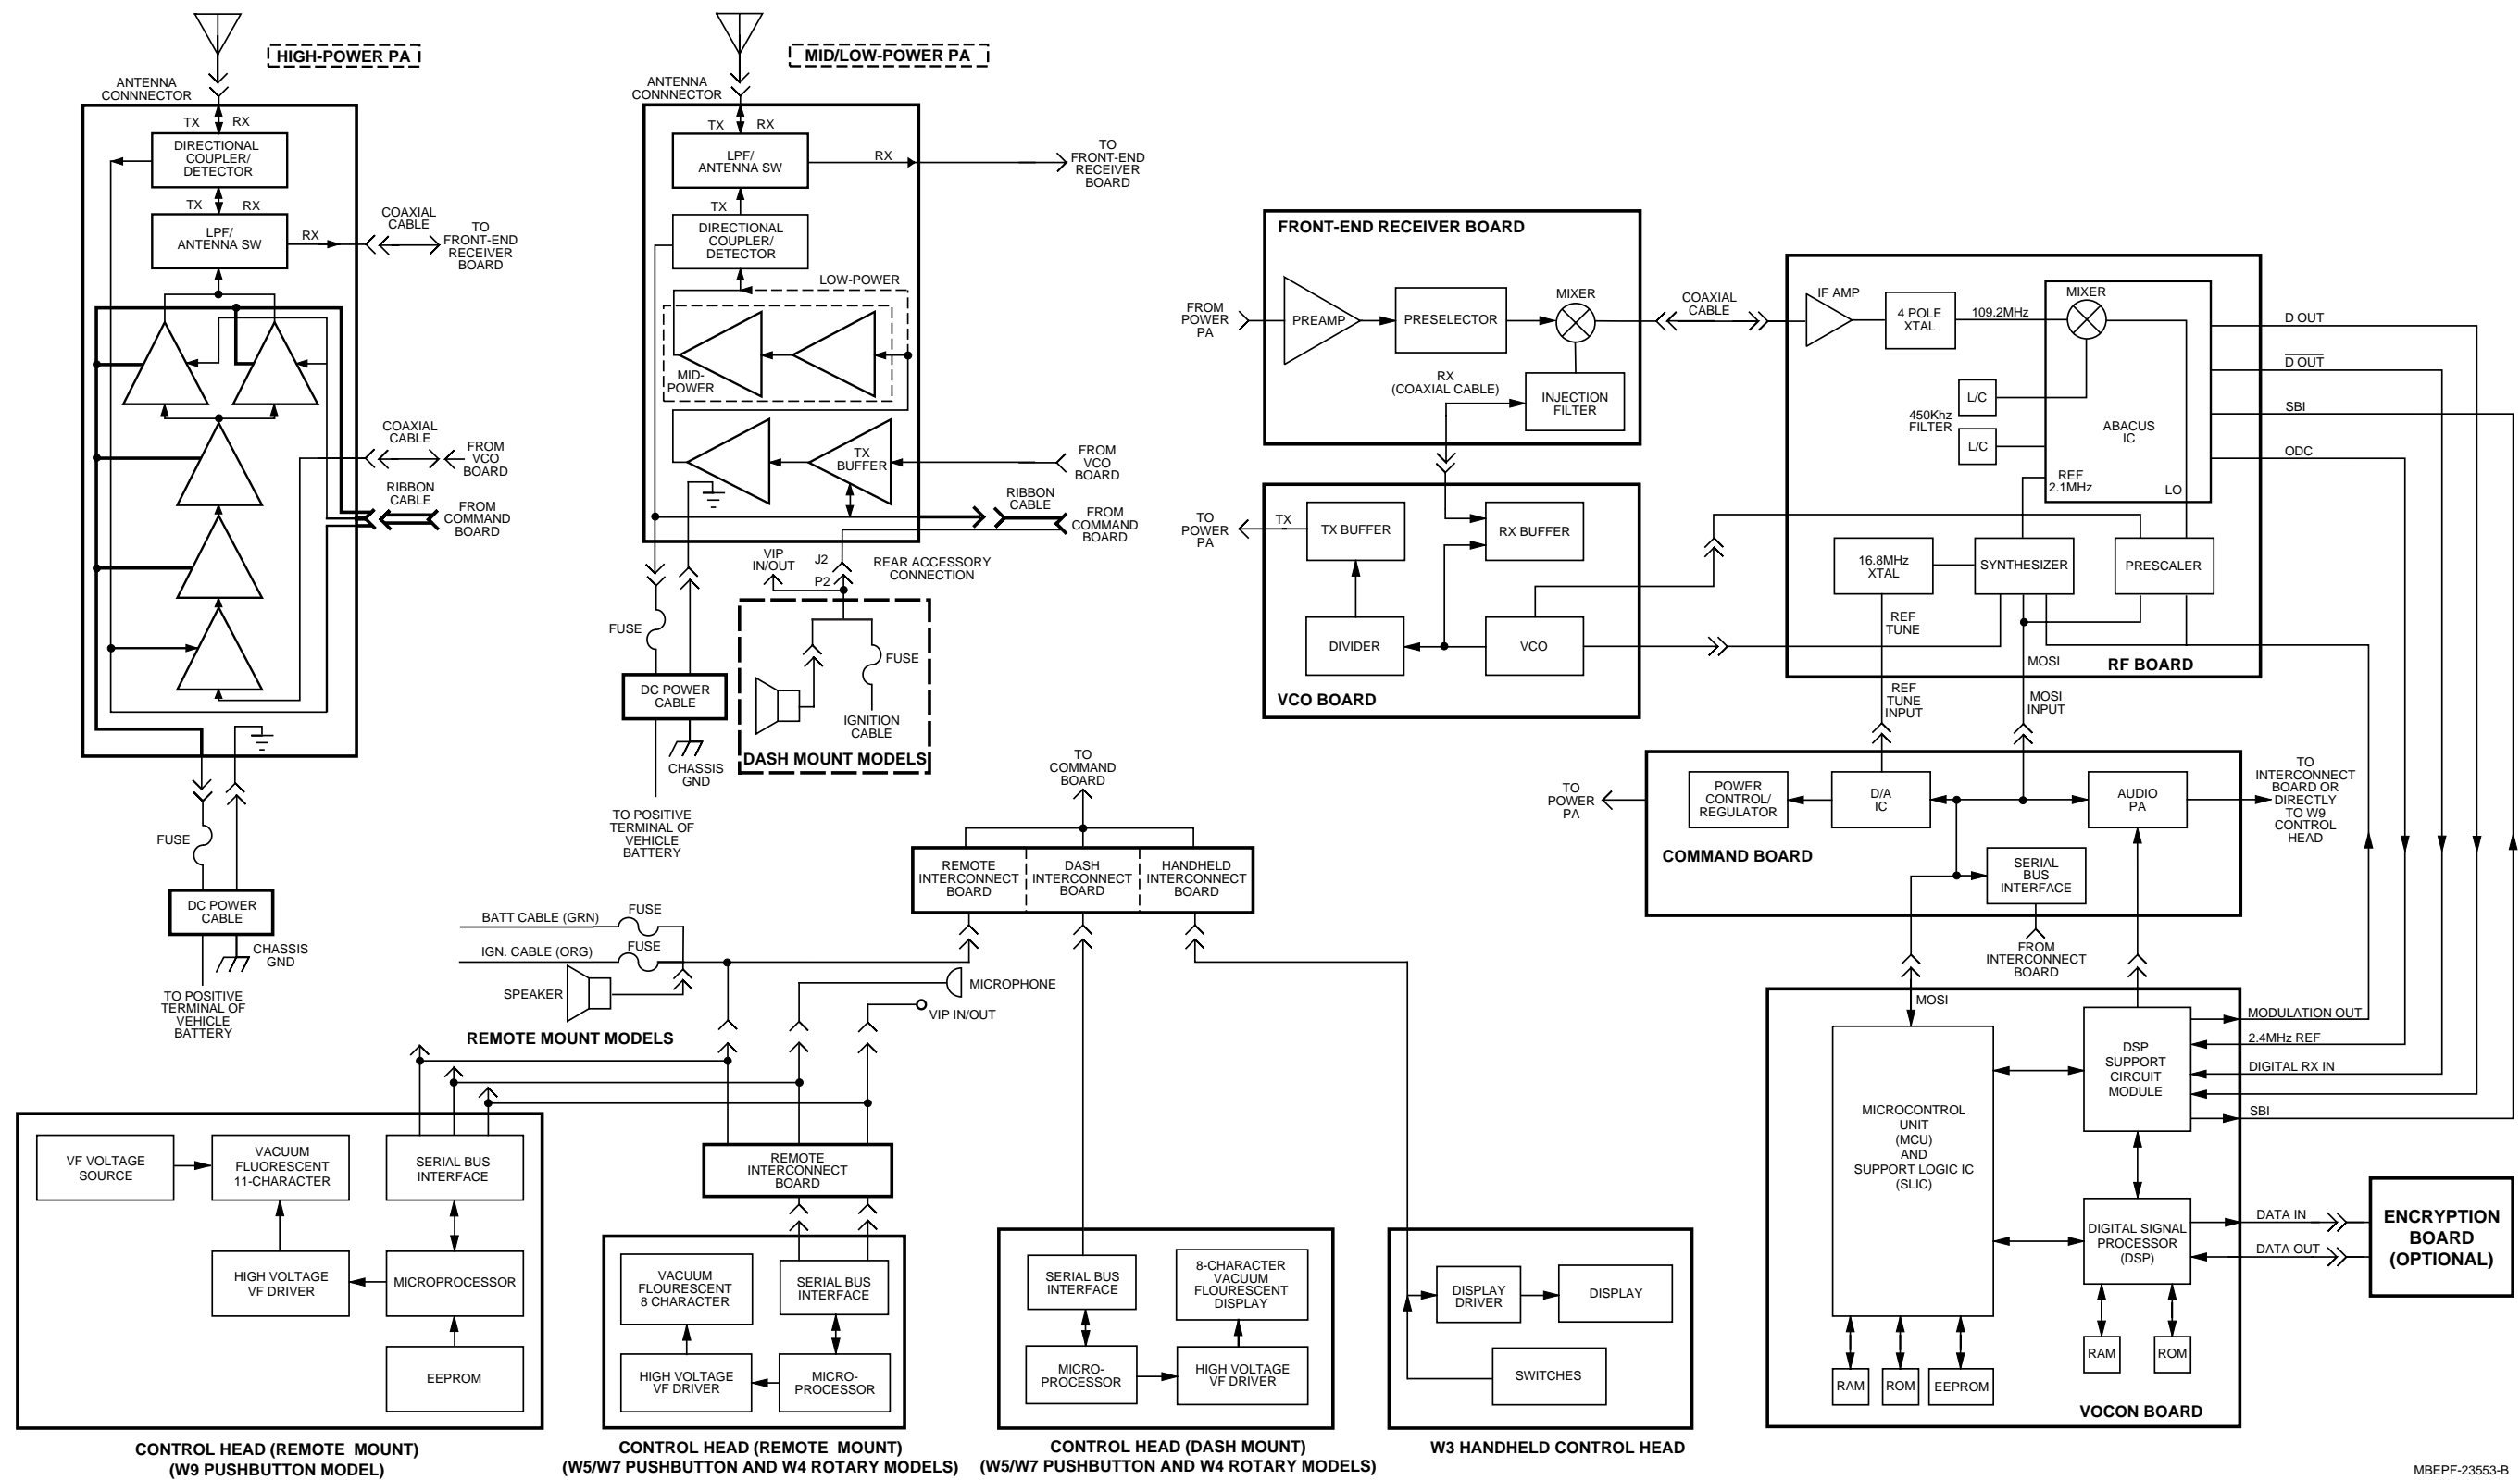 HIGH-POWER PA
ANTENNA
CONNNECTOR
TX
RX
DIRECTIONAL
COUPLER/
DETECTOR
TX
RX
LPF/
ANTENNA SW
RX
COAXIAL
CABLE
TO
FRONT-END
RECEIVER
BOARD
COAXIAL
CABLE
FROM
VCO
BOARD
RIBBON
CABLE
FROM
COMMAND
BOARD
FUSE
DC POWER
CABLE
CHASSIS
GND
TO POSITIVE
TERMINAL OF
VEHICLE
BATTERY
MID/LOW-POWER PA
ANTENNA
CONNNECTOR
TX
RX
LPF/
ANTENNA SW
RX
TO
FRONT-END
RECEIVER
BOARD
TX
DIRECTIONAL
COUPLER/
DETECTOR
LOW-POWER
MID-
POWER
TX
BUFFER
FROM
VCO
BOARD
RIBBON
CABLE
FROM
COMMAND
BOARD
VIP
IN/OUT
J2
P2
REAR ACCESSORY
CONNECTION
FUSE
DC POWER
CABLE
CHASSIS
GND
TO POSITIVE
TERMINAL OF
VEHICLE
BATTERY
FUSE
IGNITION
CABLE
DASH MOUNT MODELS
FRONT-END RECEIVER BOARD
FROM
POWER
PA
PREAMP
PRESELECTOR
MIXER
RX
(COAXIAL CABLE)
INJECTION
FILTER
COAXIAL
CABLE
TO
POWER
PA
TX
TX BUFFER
RX BUFFER
DIVIDER
VCO
VCO BOARD
IF AMP
4 POLE
XTAL
109.2MHz
MIXER
L/C
450Khz
FILTER
L/C
ABACUS
IC
REF
2.1MHz
LO
16.8MHz
XTAL
SYNTHESIZER
PRESCALER
REF
TUNE
MOSI
RF BOARD
D OUT
D OUT
SBI
ODC
REF
TUNE
INPUT
MOSI
INPUT
TO
POWER
PA
POWER
CONTROL/
REGULATOR
D/A
IC
AUDIO
PA
TO
INTERCONNECT
BOARD OR
DIRECTLY
TO W9
CONTROL
HEAD
COMMAND BOARD
SERIAL
BUS
INTERFACE
FROM
INTERCONNECT
BOARD
TO
COMMAND
BOARD
REMOTE
INTERCONNECT
BOARD
DASH
INTERCONNECT
BOARD
HANDHELD
INTERCONNECT
BOARD
BATT CABLE (GRN)
FUSE
IGN. CABLE (ORG)
FUSE
SPEAKER
MICROPHONE
VIP IN/OUT
REMOTE MOUNT MODELS
MOSI
MICROCONTROL
UNIT
(MCU)
AND
SUPPORT LOGIC IC
(SLIC)
DSP
SUPPORT
CIRCUIT
MODULE
MODULATION OUT
2.4MHz REF
DIGITAL RX IN
SBI
DIGITAL SIGNAL
PROCESSOR
(DSP)
DATA IN
DATA OUT
ENCRYPTION
BOARD
(OPTIONAL)
RAM
ROM
RAM
ROM
EEPROM
VOCON BOARD
VF VOLTAGE
SOURCE
VACUUM
FLUORESCENT
11-CHARACTER
SERIAL BUS
INTERFACE
HIGH VOLTAGE
VF DRIVER
MICROPROCESSOR
EEPROM
CONTROL HEAD (REMOTE MOUNT)
(W9 PUSHBUTTON MODEL)
REMOTE
INTERCONNECT
BOARD
VACUUM
FLOURESCENT
8 CHARACTER
SERIAL BUS
INTERFACE
HIGH VOLTAGE
VF DRIVER
MICRO-
PROCESSOR
CONTROL HEAD (REMOTE MOUNT)
(W5/W7 PUSHBUTTON AND W4 ROTARY MODELS)
SERIAL BUS
INTERFACE
8-CHARACTER
VACUUM
FLOURESCENT
DISPLAY
MICRO-
PROCESSOR
HIGH VOLTAGE
VF DRIVER
CONTROL HEAD (DASH MOUNT)
(W5/W7 PUSHBUTTON AND W4 ROTARY MODELS)
DISPLAY
DRIVER
DISPLAY
SWITCHES
W3 HANDHELD CONTROL HEAD
MBEPF-23553-B